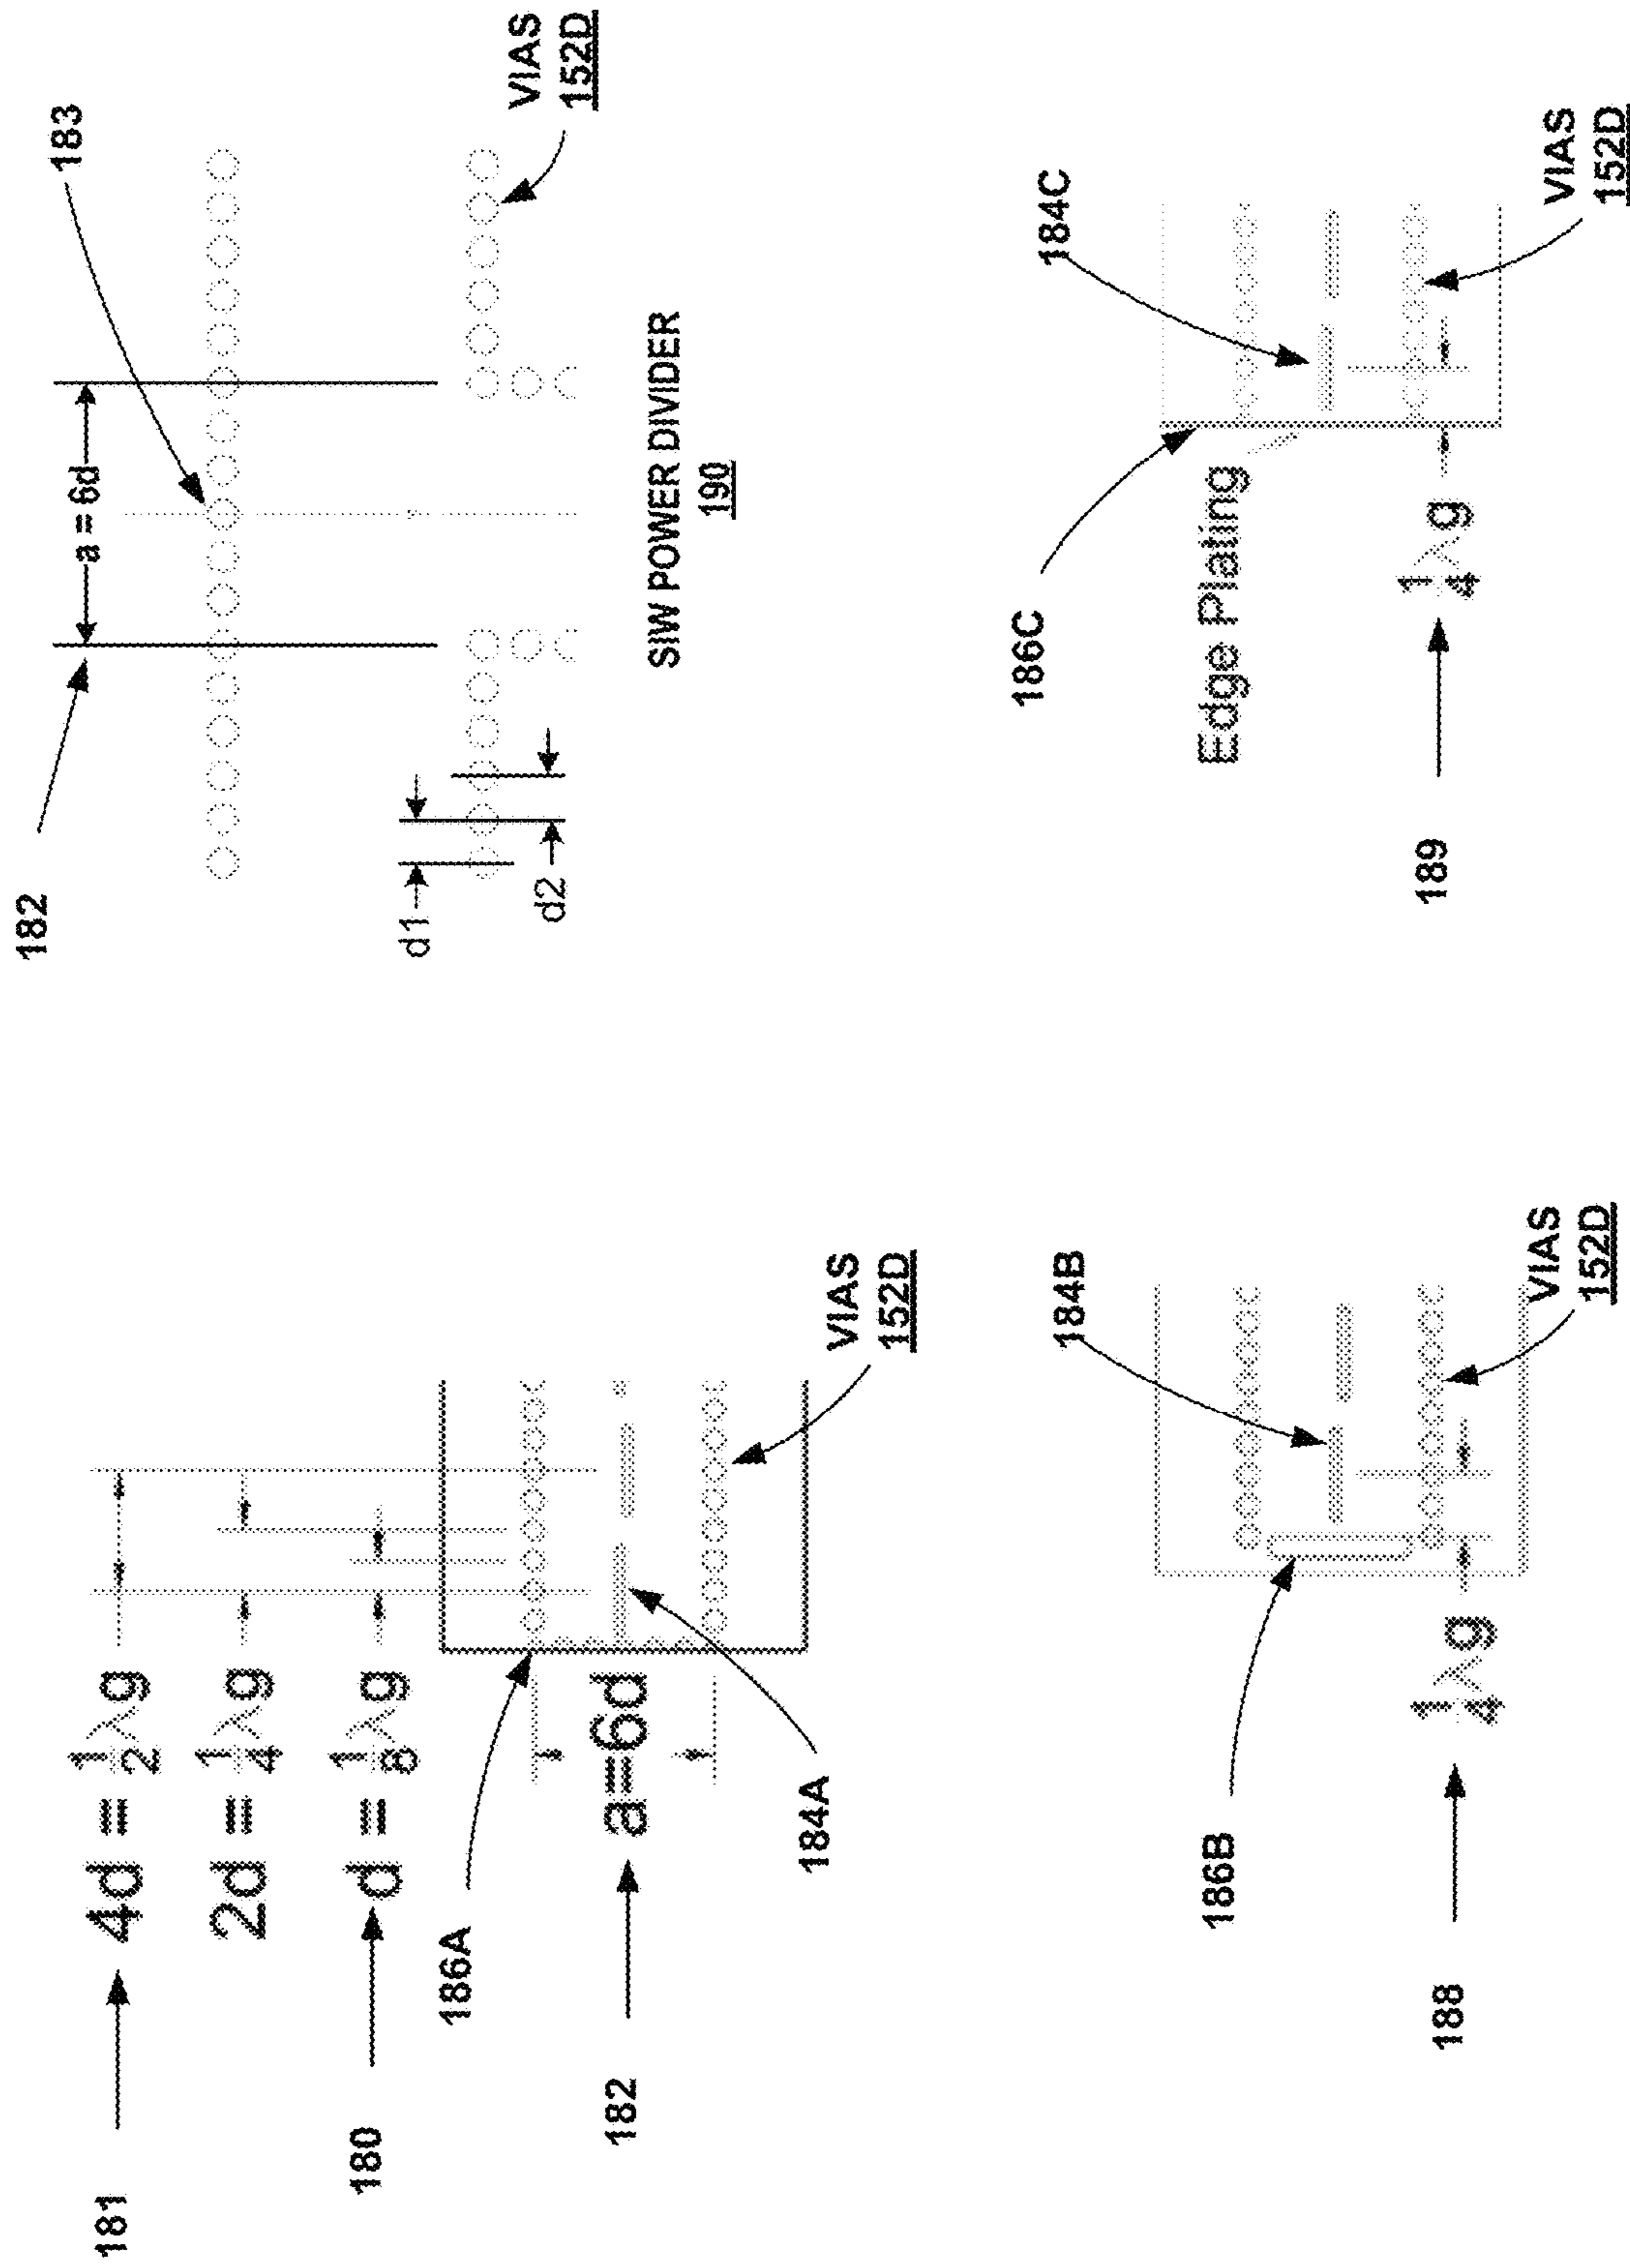 181
4d = 1/2 λg
2d = 1/4 λg
180
d = 1/8 λg
186A
182
a=6d
184A
VIAS
152D
182
183
a = 6d
d1
d2
VIAS
152D
SIW POWER DIVIDER
190
184B
186B
188
1/4 λg
VIAS
152D
184C
186C
Edge Plating
189
1/4 λg
VIAS
152D